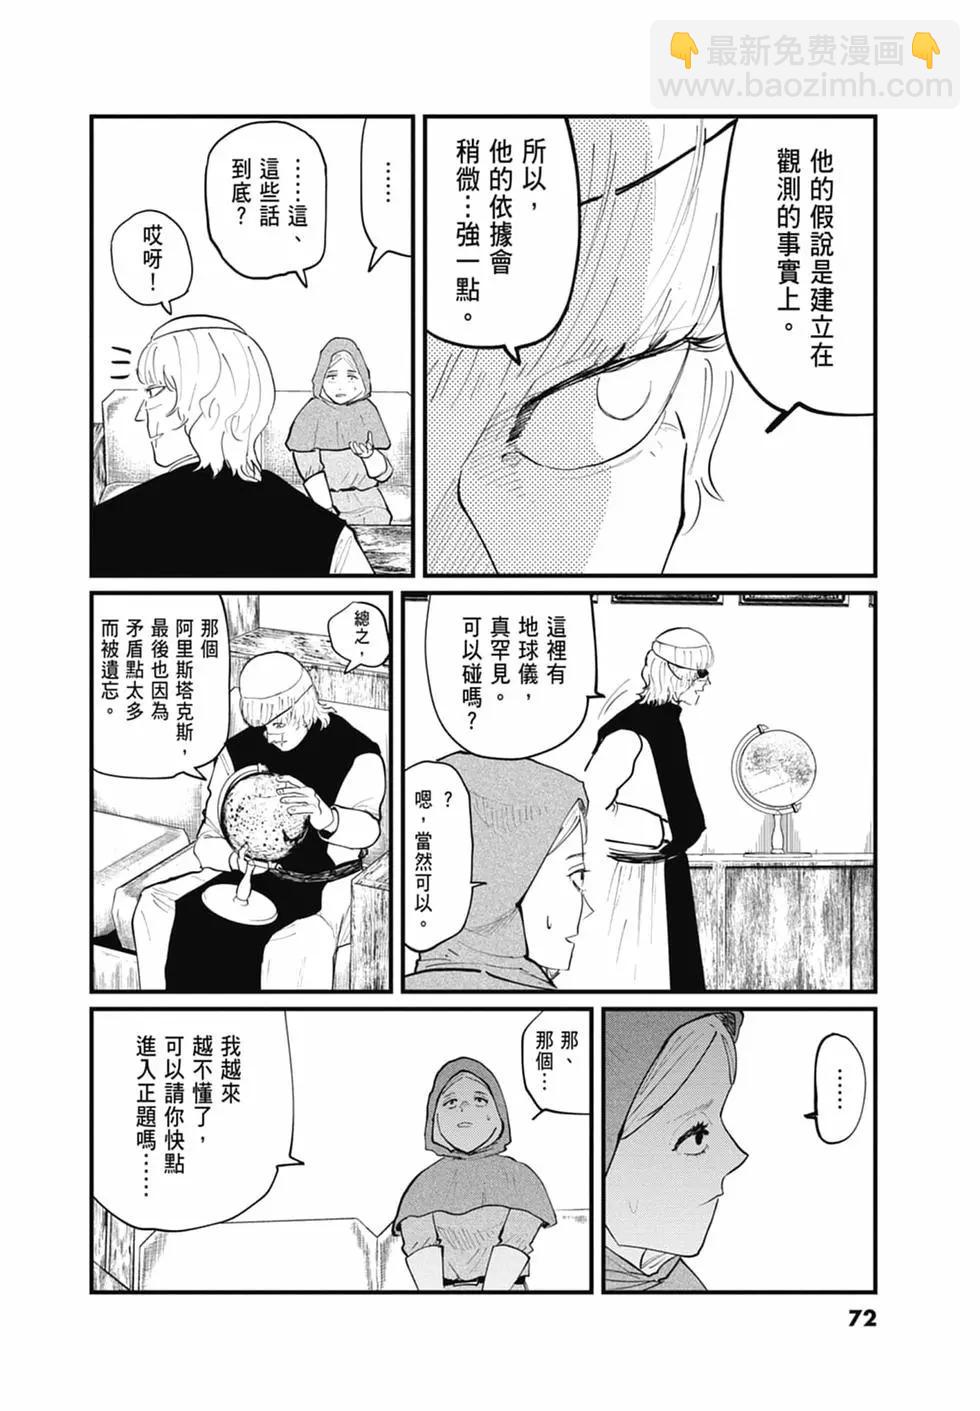 最新免费漫画
www.baozimh.com
他的假說是建立在
觀測的事實上。
所以，
他的依據會
稍微…強一點。
……
……這、
這些話
到底？
哎呀！
這裡有
地球儀，
真罕見。
可以碰嗎？
？
嗯，當然可以。
總之，
那個
阿里斯塔克斯，
最後也因為
矛盾點太多
而被遺忘。
……
那、
那個…
我越來
越不懂了，
可以請你快點
進入正題嗎……
72